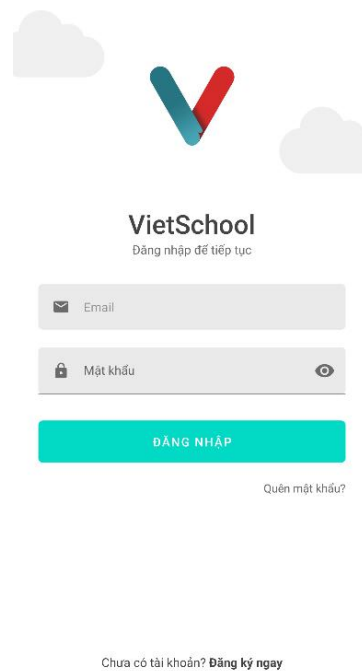 VietSchool
Đăng nhập để tiếp tục
Email
Mật khẩu
ĐĂNG NHẬP
Quên mật khẩu?
Chưa có tài khoản? Đăng ký ngay